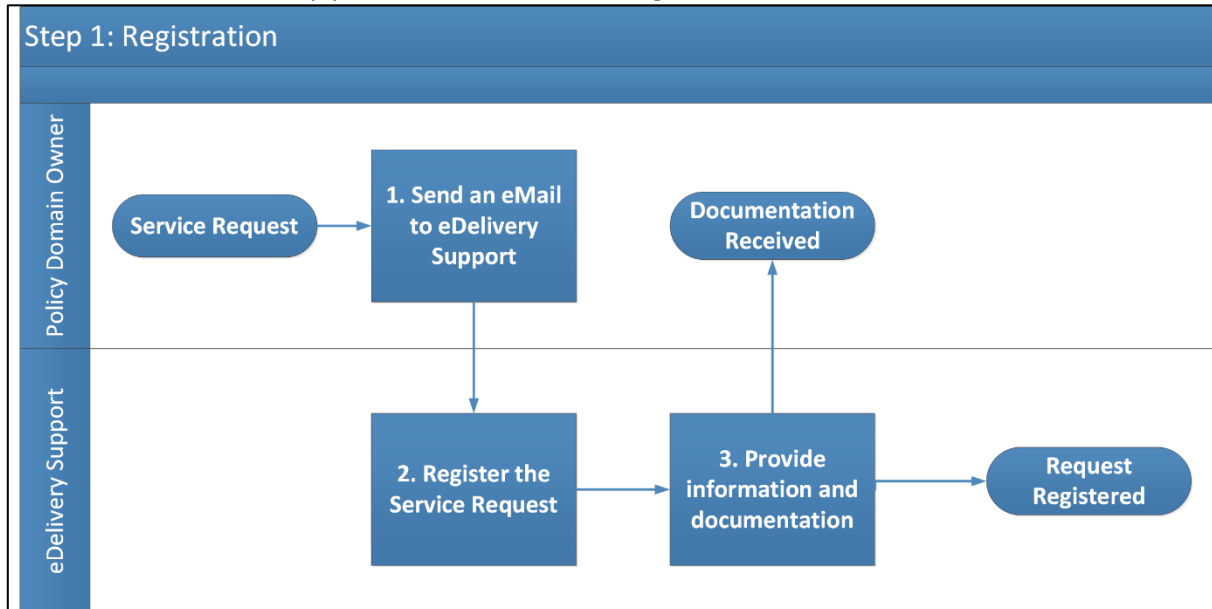 Step 1: Registration
Policy Domain Owner
Service Request
1. Send an eMail
to eDelivery
Support
Documentation
Received
eDelivery Support
2. Register the
Service Request
3. Provide
information and
documentation
Request
Registered